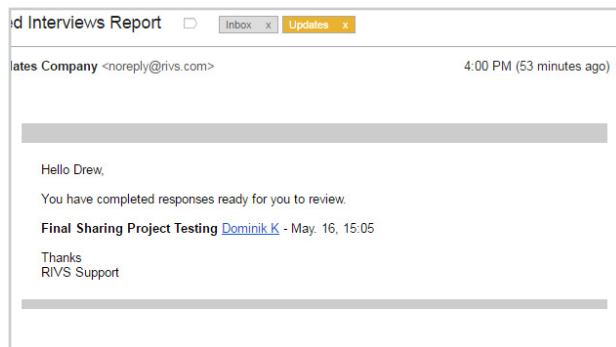 d Interviews Report Inbox x Updates x
lates Company <noreply@rivs.com> 4:00 PM (53 minutes ago)
Hello Drew,
You have completed responses ready for you to review.
Final Sharing Project Testing Dominik K - May. 16, 15:05
Thanks
RIVS Support